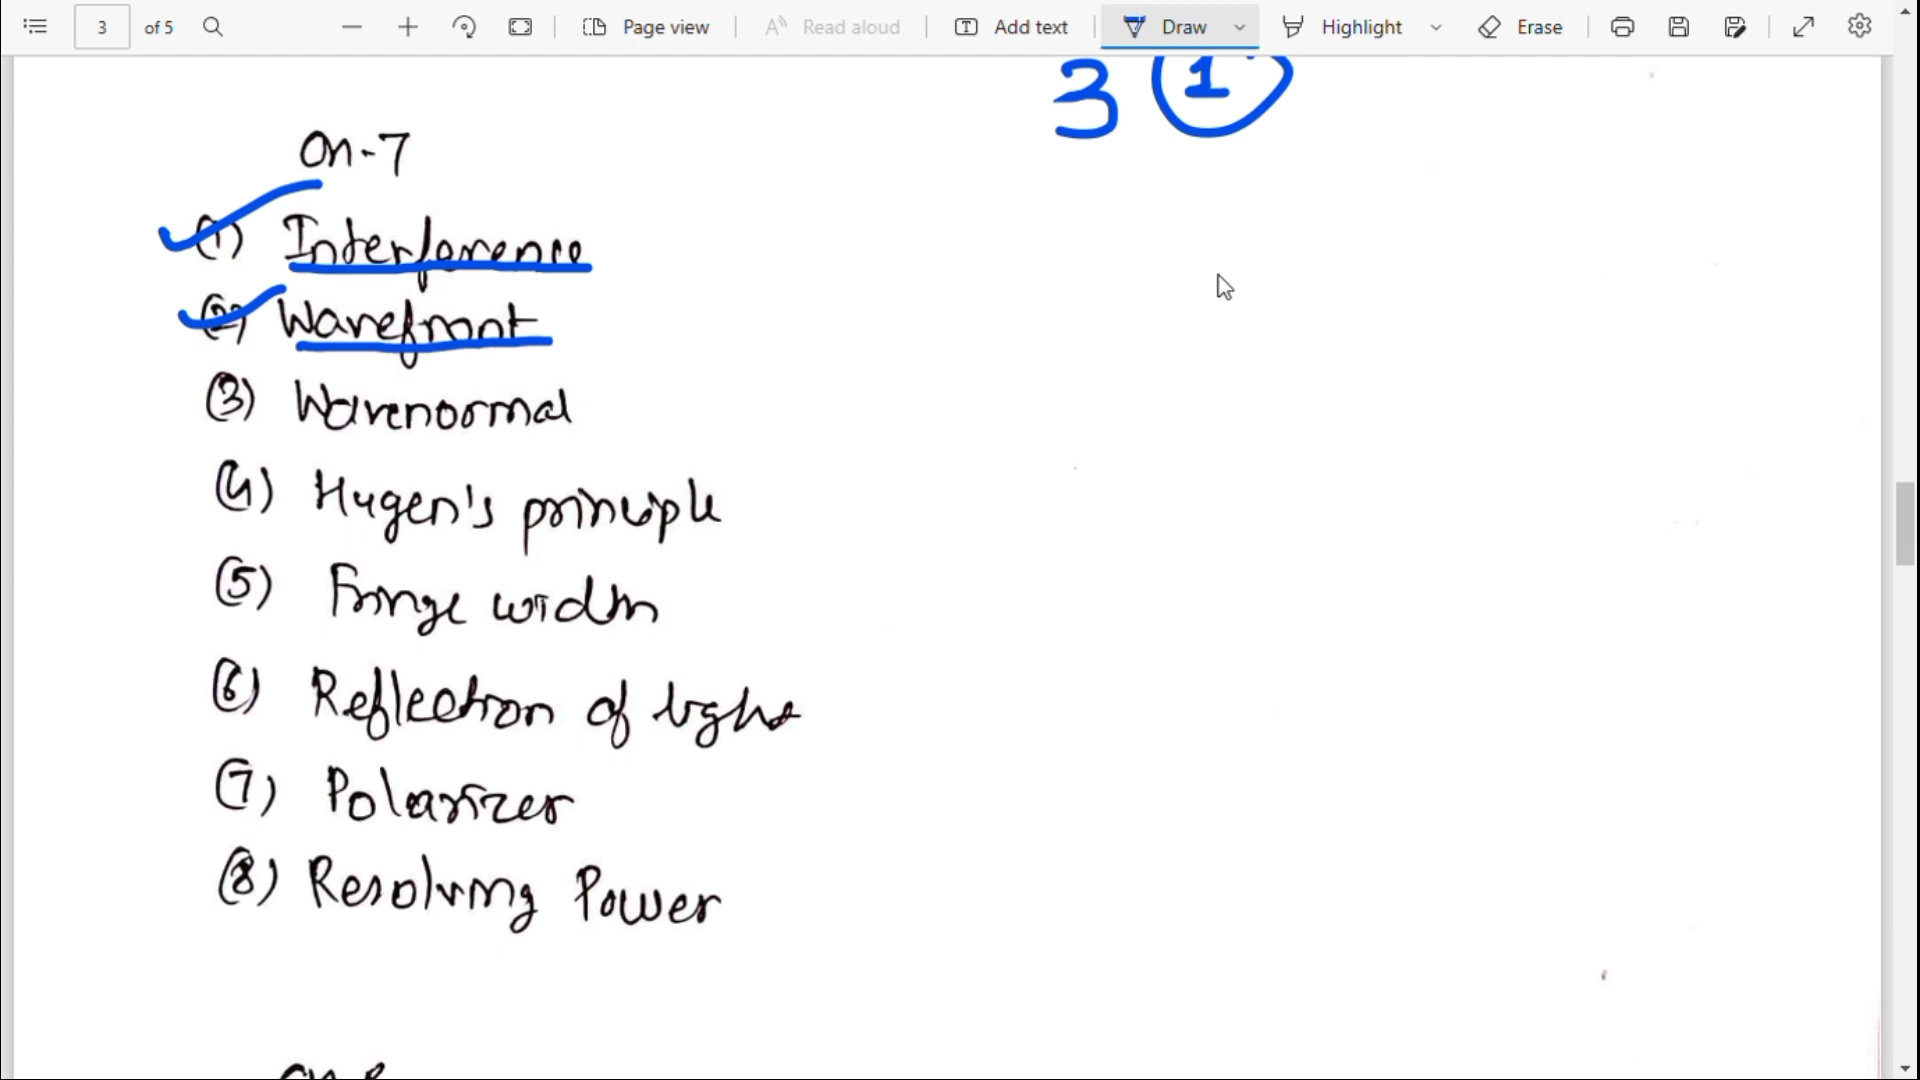 3 of 5 Page view Read aloud Add text Draw Highlight Erase
3 1
Ch-7
(1) Interference
(2) Wavefront
(3) Wavenormal
(4) Hugen's principle
(5) Fringe width
(6) Reflection of light
(7) Polarizer
(8) Resolving Power